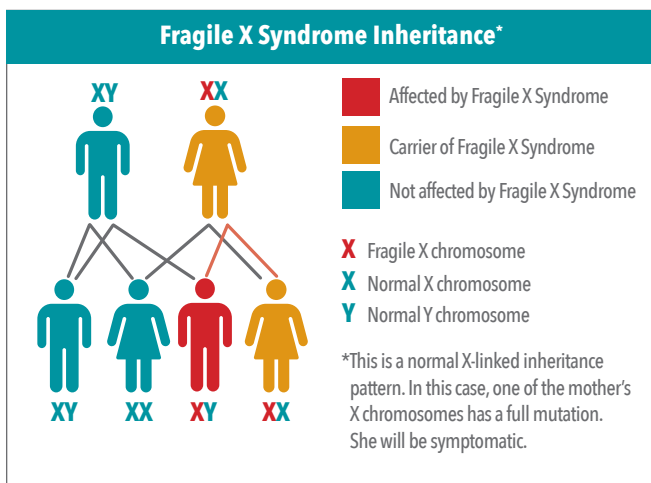 Fragile X Syndrome Inheritance*
XY XX
Affected by Fragile X Syndrome
Carrier of Fragile X Syndrome
Not affected by Fragile X Syndrome
X Fragile X chromosome
X Normal X chromosome
Y Normal Y chromosome
*This is a normal X-linked inheritance
pattern. In this case, one of the mother's
X chromosomes has a full mutation.
She will be symptomatic.
XY XX XY XX